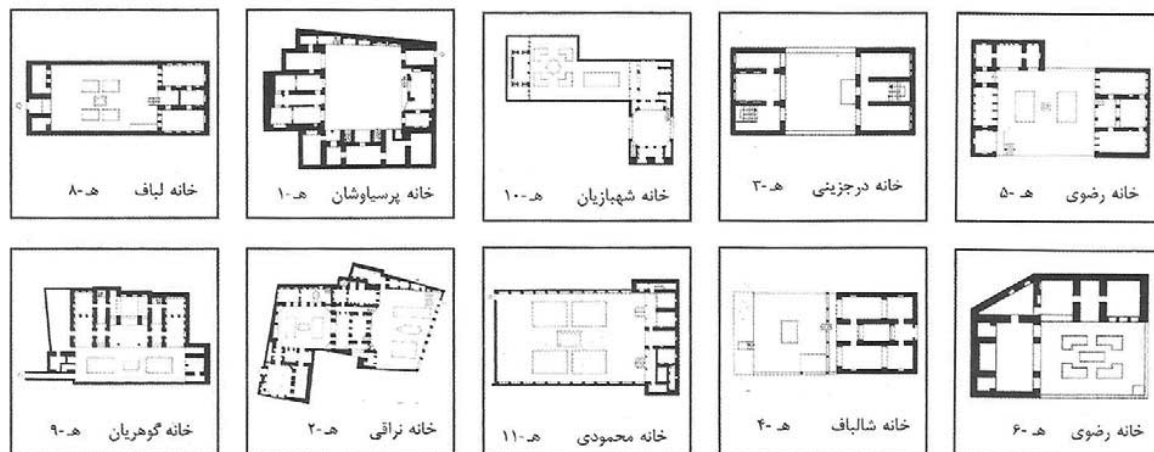 خانه رضوی هـ -۵
خانه درجزینی هـ -۳
خانه شهبازیان هـ -۱۰
خانه پرسیاوشان هـ -۱
خانه لباف هـ -۸
خانه رضوی هـ -۶
خانه شالباف هـ -۴
خانه محمودی هـ -۱۱
خانه نراقی هـ -۲
خانه گوهریان هـ -۹